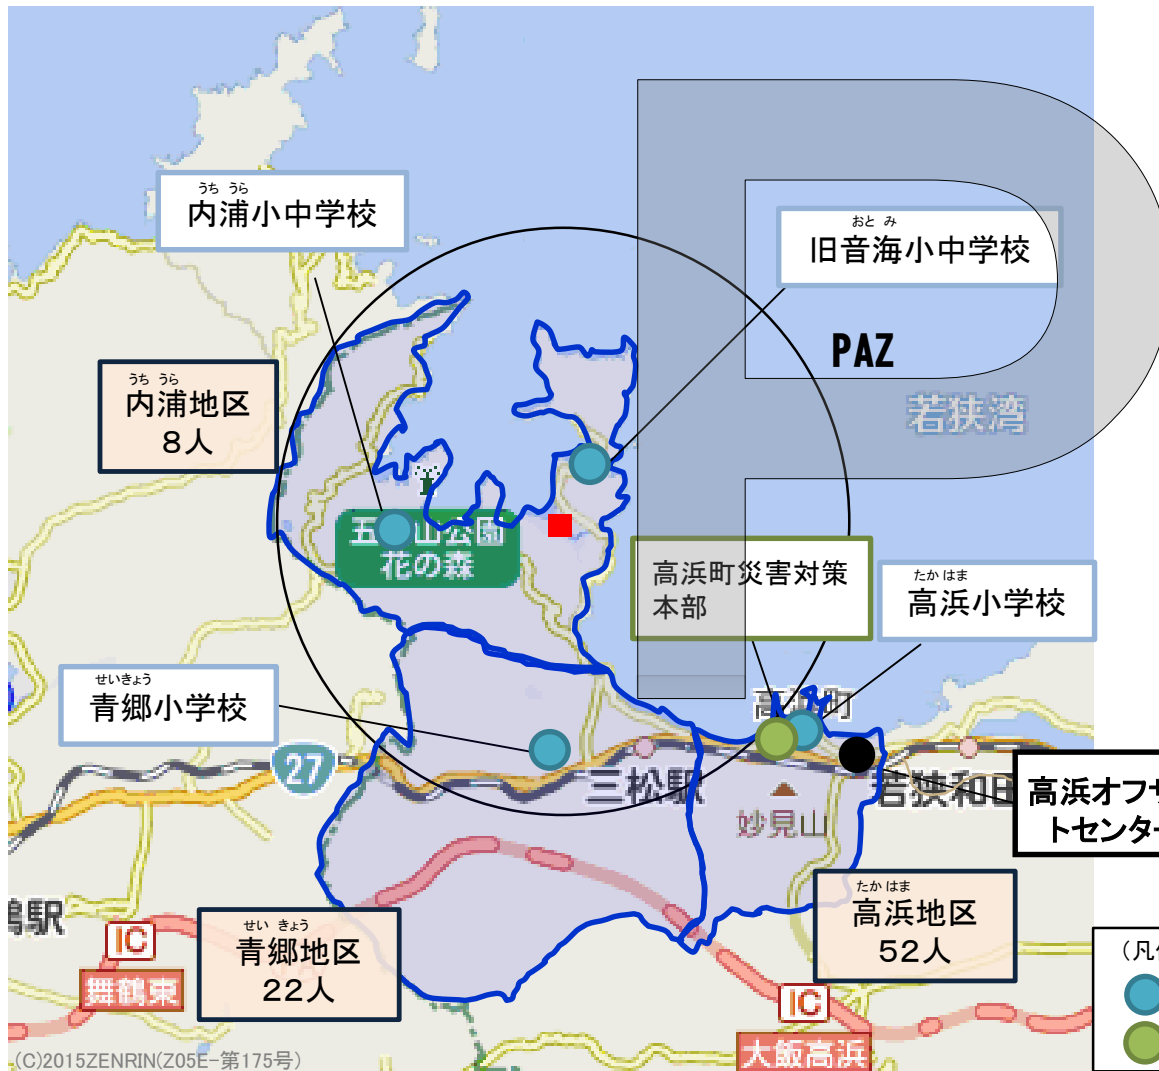 うち うら
内浦小中学校
おと み
旧音海小中学校
PAZ
若狭湾
うち うら
内浦地区
8人
花の森
高浜町災害対策
本部
たか はま
高浜小学校
せいきょう
青郷小学校
27
三松駅
妙見山
若狭和田
高浜オフサ
トセンター
たか はま
高浜地区
52人
せい きょう
青郷地区
22人
IC
舞鶴東
IC
大飯高浜
(凡
(C)2015ZENRIN(Z05E-第175号)